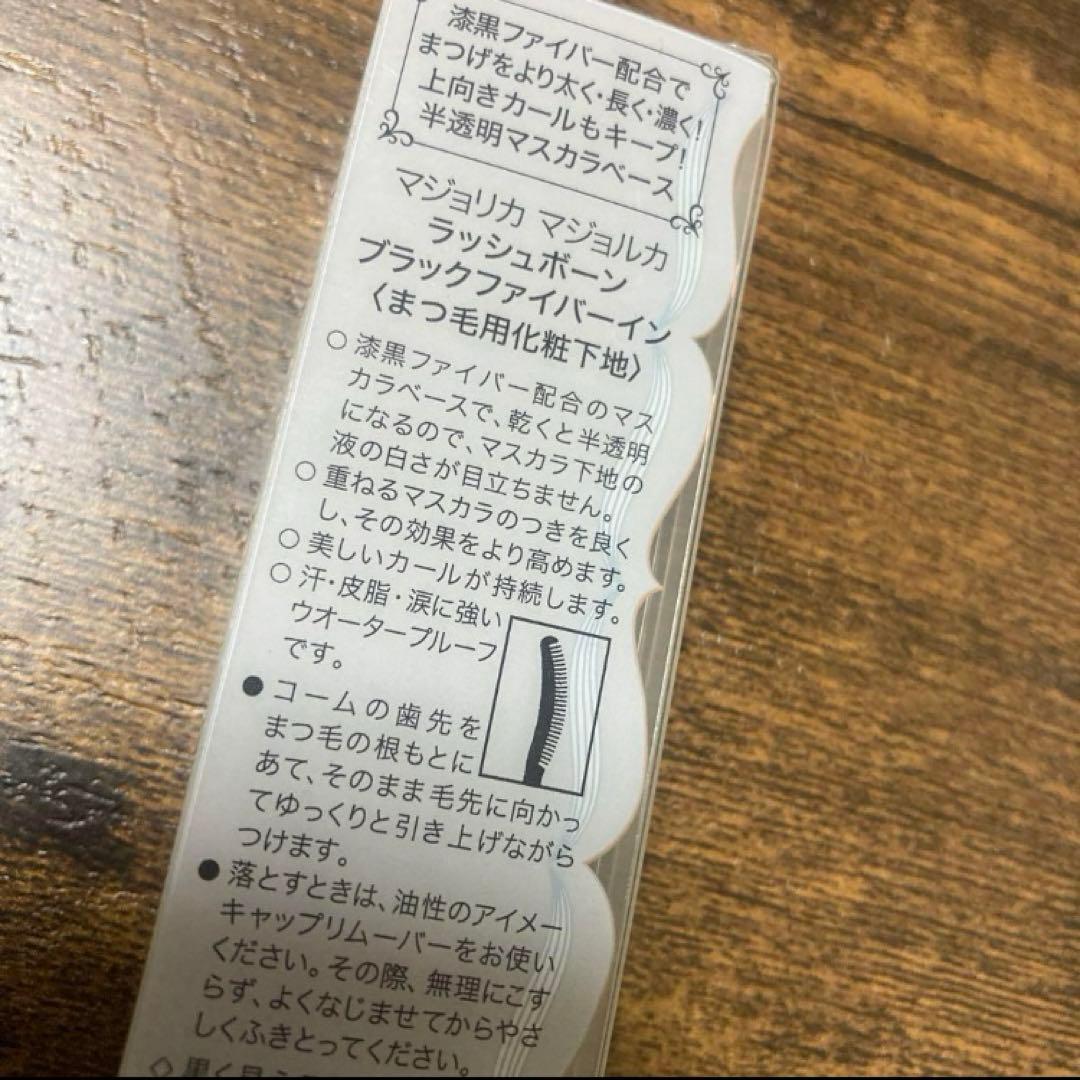 漆黒ファイバー配合で
まつげをより太く・長く・濃く!
上向きカールもキープ!
半透明マスカラベース
マジョリカ マジョルカ
ラッシュボーン
ブラックファイバーイン
〈まつ毛用化粧下地〉
○ 漆黒ファイバー配合のマス
カラベースで、乾くと半透明
になるので、マスカラ下地の
液の白さが目立ちません。
○ 重ねるマスカラのつきを良く
し、その効果をより高めます。
○ 美しいカールが持続します。
○ 汗・皮脂・涙に強い
ウオータープルーフ
です。
● コームの歯先を
まつ毛の根もとに
あて、そのまま毛先に向かっ
てゆっくりと引き上げながら
つけます。
● 落とすときは、油性のアイメー
キャップリムーバーをお使い
ください。その際、無理にこす
らず、よくなじませてからやさ
しくふきとってください。